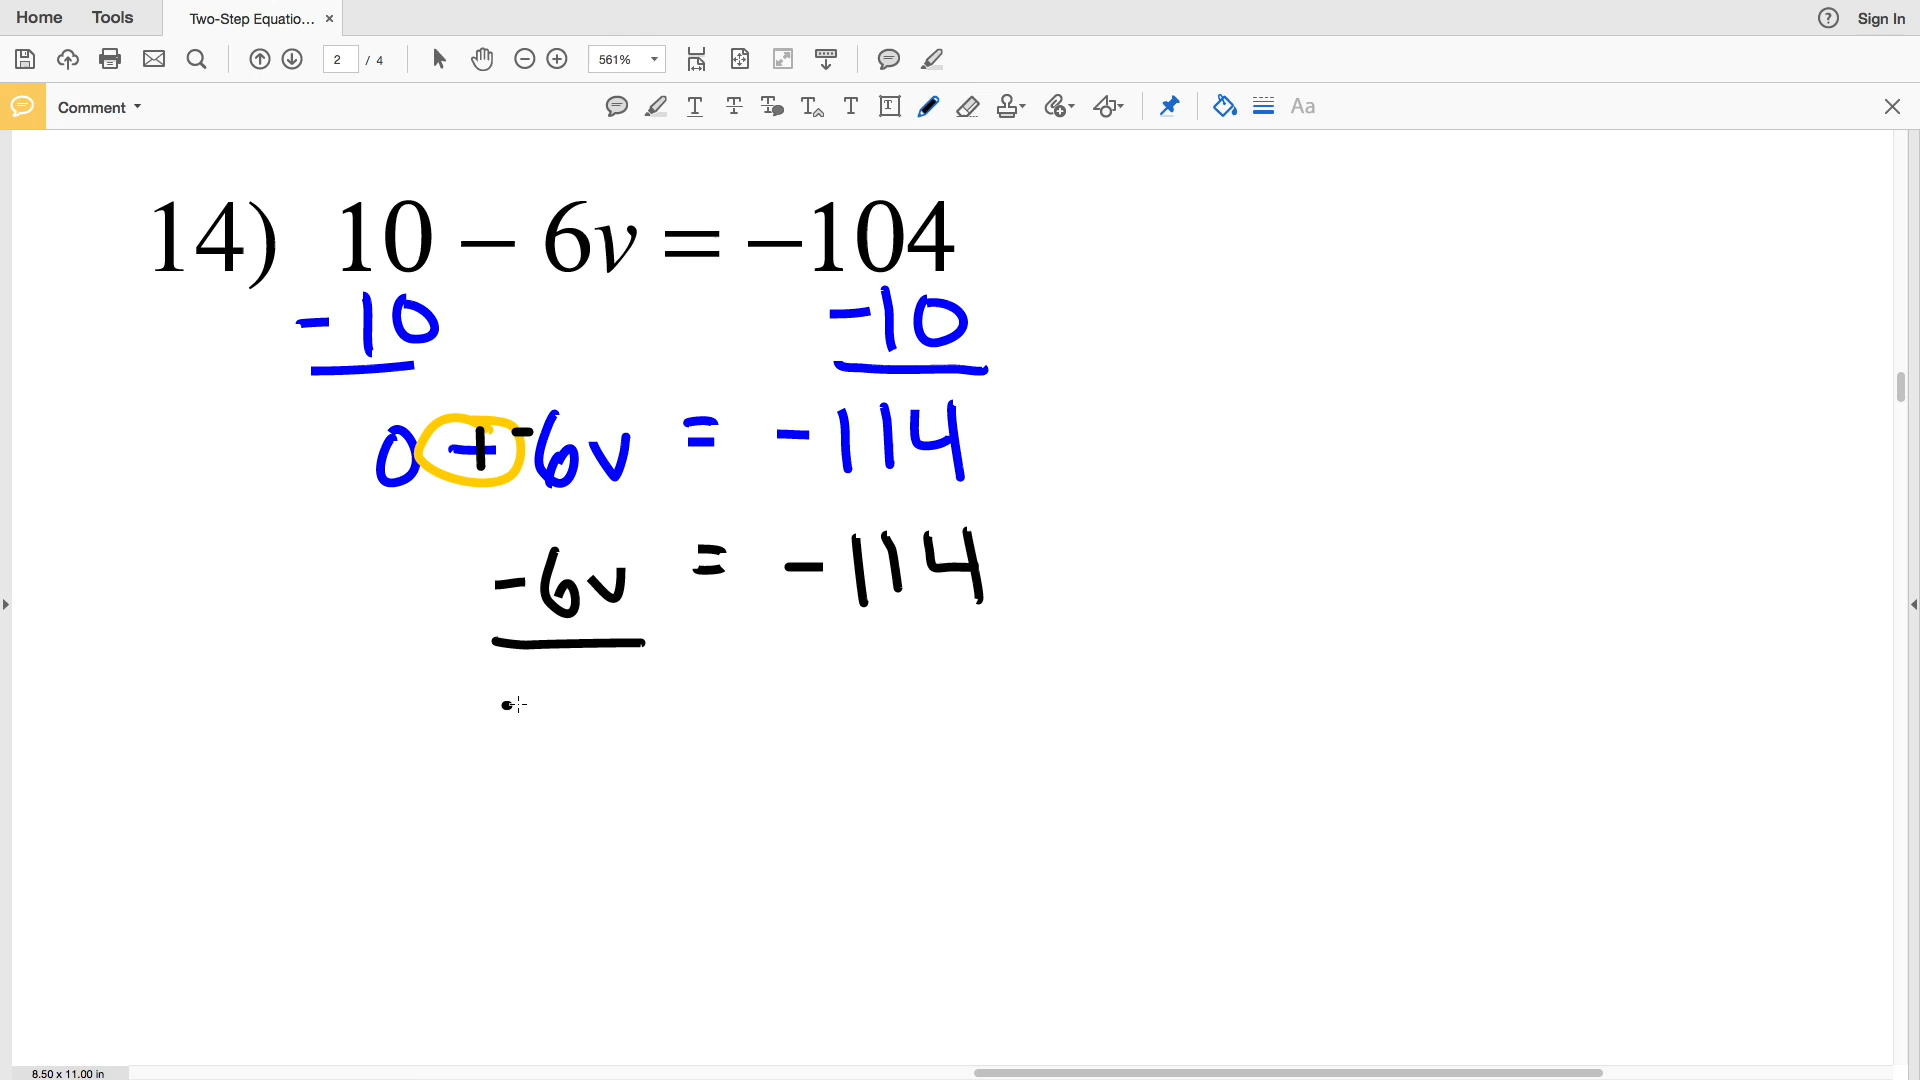 Home Tools Two-Step Equatio... × ? Sign In
2 / 4 561%
Comment T T T T T T Aa
14) 10 − 6v = −104
-10 -10
0 + -6v = -114
-6v = -114
8.50 x 11.00 in